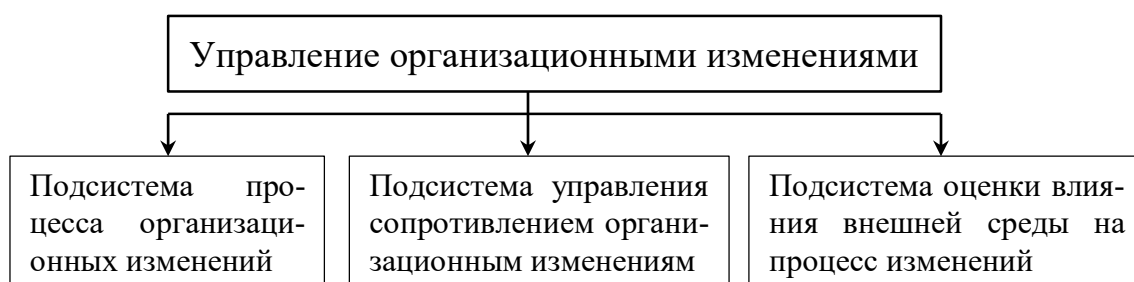 Управление организационными изменениями
Подсистема про-
цесса организаци-
онных изменений
Подсистема управления
сопротивлением органи-
зационным изменениям
Подсистема оценки влия-
ния внешней среды на
процесс изменений